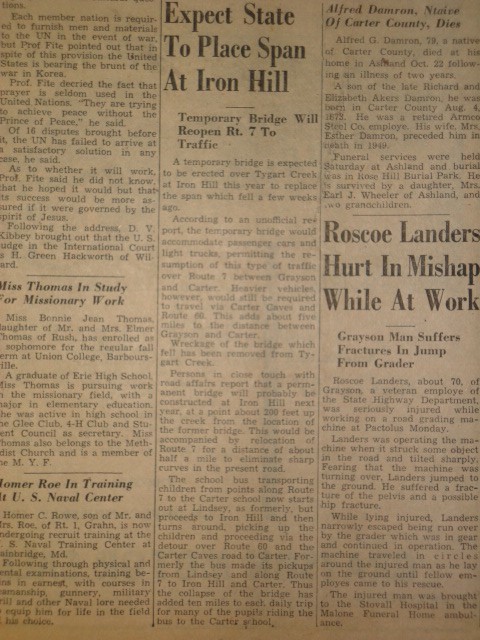 tions.
Each member nation is requir-
ed to furnish men and materials
to the UN in the event of war,
but Prof Fite pointed out that in
spite of this provision the United
States is bearing the brunt of the
war in Korea.
Prof. Fite decried the fact than
prayer is seldom used in the
United Nations. "They are trying
to achieve peace without the
Prince of Peace," he said.
Of 16 disputes brought before
it, the UN has failed to arrive at
a satisfactory solution in any
case, he said.
As to whether it will work,
Prof. Fite said he did not know,
that he hoped it would but that
its success would be more as-
sured if it were governed by the
spirit of Jesus.
Following the address, D. V.
Kibbey brought out that the U. S.
judge in the International Court
is H. Green Hackworth of Wil-
ard.
Miss Thomas In Study
For Missionary Work
Miss Bonnie Jean Thomas,
daughter of Mr. and Mrs. Elmer
Thomas of Rush, has enrolled as
a sophomore for the regular fall
term at Union College, Barbours-
ville.
A graduate of Erie High School,
Miss Thomas is pursuing work
in the missionary field, with a
major in elementary education.
She was active in high school in
the Glee Club, 4-H Club and Stu-
dent Council as secretary. Miss
Thomas also belongs to the Meth-
odist Church and is a member of
the M. Y. F.
Homer Roe In Training
At U. S. Naval Center
Homer C. Rowe, son of Mr. and
Mrs. Roe, of Rt. 1, Grahn, is now
undergoing recruit training at the
U. S. Naval Training Center at
Bainbridge, Md.
Following through physical and
mental examinations, training be-
gins in earnest, with courses in
seamanship, gunnery, military
drill and other Naval lore needed
to equip him for life in the field
of his choice.
Expect State
To Place Span
At Iron Hill
Temporary Bridge Will
Reopen Rt. 7 To
Traffic
A temporary bridge is expected
to be erected over Tygart Creek
at Iron Hill this year to replace
the span which fell a few weeks
ago.
According to an unofficial re-
port, the temporary bridge would
accommodate passenger cars and
light trucks, permitting the re-
sumption of this type of traffic
over Route 7 between Grayson
and Carter. Heavier vehicles,
however, would still be required
to travel via Carter Caves and
Route 60. This adds about five
miles to the distance between
Grayson and Carter.
Wreckage of the bridge which
fell has been removed from Ty-
gart Creek.
Persons in close touch with
road affairs report that a perm-
anent bridge will probably be
constructed at Iron Hill next
year, at a point about 200 feet up
the creek from the location of
the former bridge. This would be
accompanied by relocation of
Route 7 for a distance of about
half a mile to eliminate sharp
curves in the present road.
The school bus transporting
children from points along Route
7 to the Carter school now starts
out at Lindsey, as formerly, but
proceeds to Iron Hill and then
turns around, picking up the
children and proceeding via the
detour over Route 60 and the
Carter Caves road to Carter. For-
merly the bus made its pickups
from Lindsey and along Route
7 to Iron Hill and Carter. Thus
the collapse of the bridge has
added ten miles to each daily trip
for many of the pupils riding the
bus to the Carter school.
Alfred Damron, Ntaive
Of Carter County, Dies
Alfred G. Damron, 79, a native
of Carter County, died at his
home in Ashland Oct. 22 follow-
ing an illness of two years.
A son of the late Richard and
Elizabeth Akers Damron, he was
born in Carter County Aug. 4,
1873. He was a retired Armco
Steel Co. employe. His wife, Mrs.
Esther Damron, preceded him in
death in 1949.
Funeral services were held
Saturday at Ashland and burial
was in Rose Hill Burial Park. He
is survived by a daughter, Mrs.
Earl J. Wheeler of Ashland, and
two grandchildren.
Roscoe Landers
Hurt In Mishap
While At Work
Grayson Man Suffers
Fractures In Jump
From Grader
Roscoe Landers, about 70, of
Grayson, a veteran employe of
the State Highway Department,
was seriously injured while
working on a road grading ma-
chine at Pactolus Monday.
Landers was operating the ma-
chine when it struck some object
in the road and tilted sharply.
Fearing that the machine was
turning over, Landers jumped to
the ground. He suffered a frac-
ture of the pelvis and a possible
hip fracture.
While lying injured, Landers
narrowly escaped being run over
by the grader which was in gear
and continued in operation. The
machine traveled in circles
around the injured man as he lay
on the ground until fellow em-
ployes came to his rescue.
The injured man was brought
to the Stovall Hospital in the
Malone Funeral Home ambul-
ance.